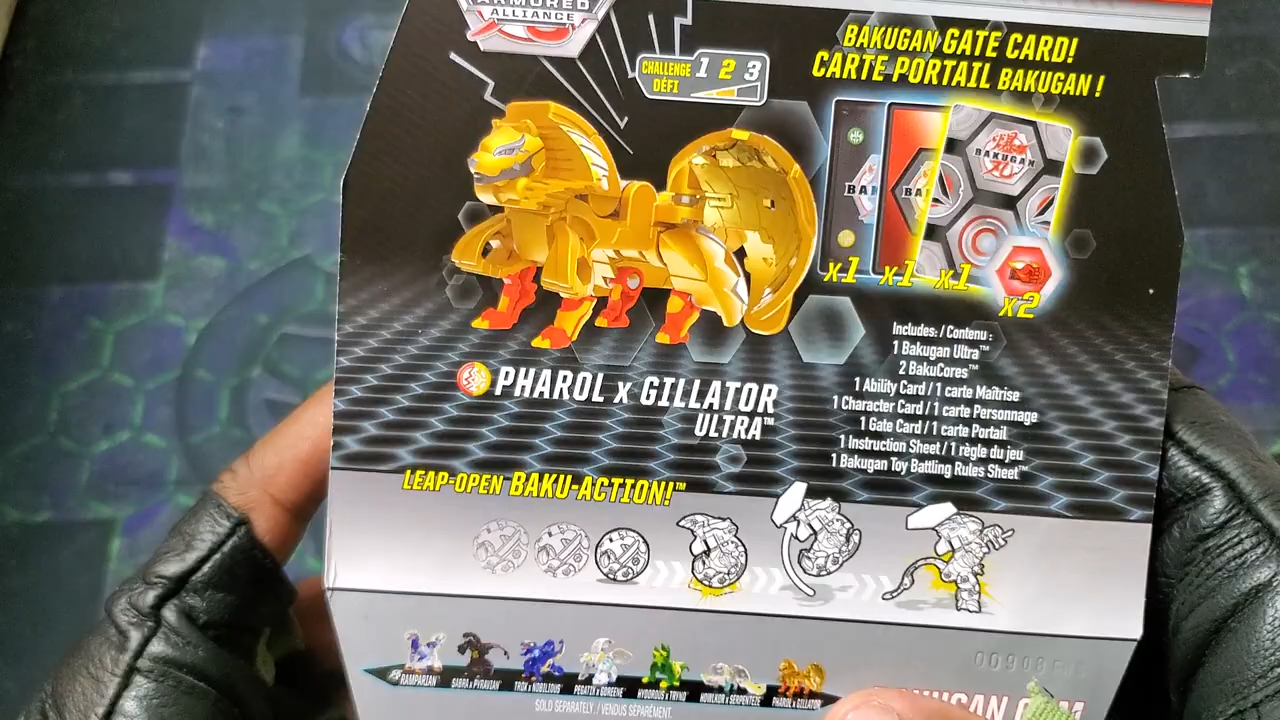 ARMORED
ALLIANCE
BAKUGAN GATE CARD!
CARTE PORTAIL BAKUGAN !
CHALLENGE 1 2 3
DÉFI
BAKUGAN
x1 x1 x1
x2
Includes: / Contenu :
1 Bakugan Ultra™
2 BakuCores™
1 Ability Card / 1 carte Maîtrise
1 Character Card / 1 carte Personnage
1 Gate Card / 1 carte Portail
1 Instruction Sheet / 1 règle du jeu
1 Bakugan Toy Battling Rules Sheet™
PHAROL x GILLATOR
ULTRA™
LEAP-OPEN BAKU-ACTION!™
RAMPARIAN SABRA x PYRAVIAN TROX x NOBILIOUS PEGATIX x GOREENE HYDOROUS x TRYNO HOWLKOR x SERPENTEZE PHAROL x GILLATOR
SOLD SEPARATELY. / VENDUS SÉPARÉMENT.